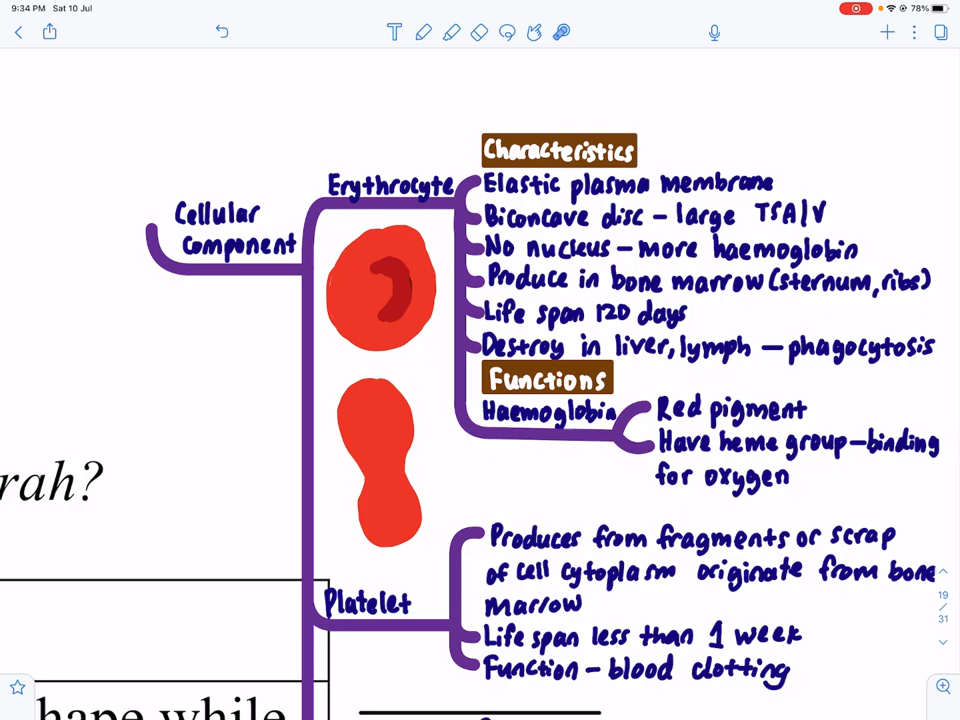 9:34 PM Sat 10 Jul
78%
Characteristics
Erythrocyte
Elastic plasma membrane
Cellular component
Biconcave disc – large TSA/V
No nucleus – more haemoglobin
Produce in bone marrow (sternum, ribs)
Life span 120 days
Destroy in liver, lymph – phagocytosis
Functions
Haemoglobin
Red pigment
Have heme group – binding
for oxygen
rah?
Produces from fragments or scrap
of cell cytoplasm originate from bone
marrow
Platelet
Life span less than 1 week
Function – blood clotting
19
/
31
hape while